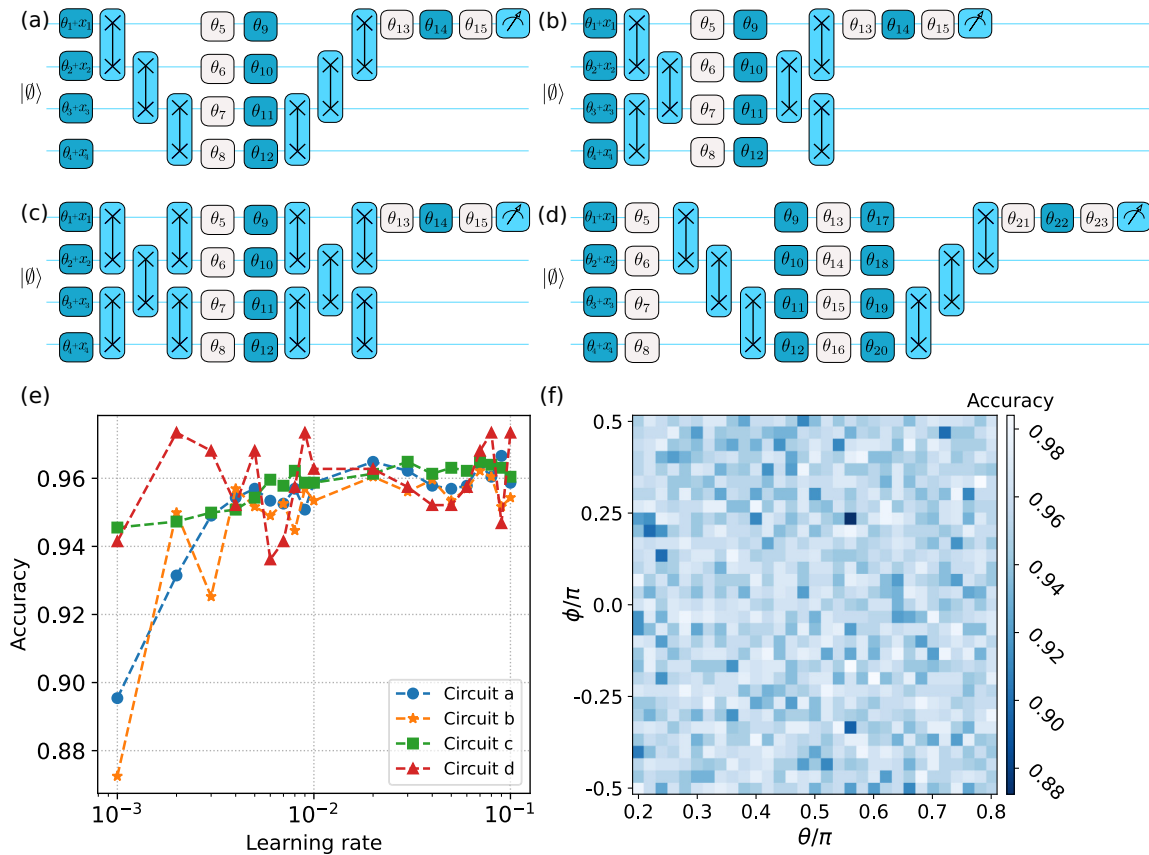 (a)
θ1+x1 θ5 θ9 θ13 θ14 θ15
θ2+x2 θ6 θ10
|∅⟩
θ3+x3 θ7 θ11
θ4+x4 θ8 θ12
(b)
θ1+x1 θ5 θ9 θ13 θ14 θ15
θ2+x2 θ6 θ10
|∅⟩
θ3+x3 θ7 θ11
θ4+x4 θ8 θ12
(c)
θ1+x1 θ5 θ9 θ13 θ14 θ15
θ2+x2 θ6 θ10
|∅⟩
θ3+x3 θ7 θ11
θ4+x4 θ8 θ12
(d)
θ1+x1 θ5 θ9 θ13 θ17 θ21 θ22 θ23
θ2+x2 θ6 θ10 θ14 θ18
|∅⟩
θ3+x3 θ7 θ11 θ15 θ19
θ4+x4 θ8 θ12 θ16 θ20
(e)
Accuracy
0.96
0.94
0.92
0.90
0.88
Circuit a
Circuit b
Circuit c
Circuit d
10⁻³ 10⁻² 10⁻¹
Learning rate
(f)
Accuracy
ϕ/π
0.5
0.25
0.0
-0.25
-0.5
0.2 0.3 0.4 0.5 0.6 0.7 0.8
θ/π
0.98
0.96
0.94
0.92
0.90
0.88